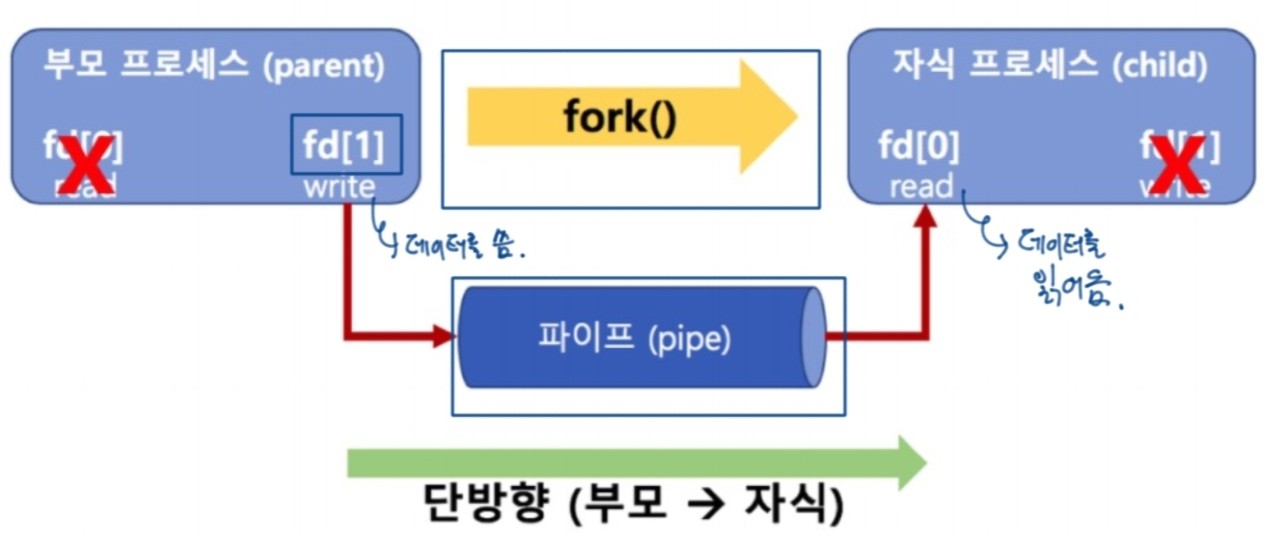 부모 프로세스 (parent)
fd[0]
read
fd[1]
write
fork()
자식 프로세스 (child)
fd[0]
read
fd[1]
write
데이터를 씀.
데이터를
읽어들임.
파이프 (pipe)
단방향 (부모 → 자식)